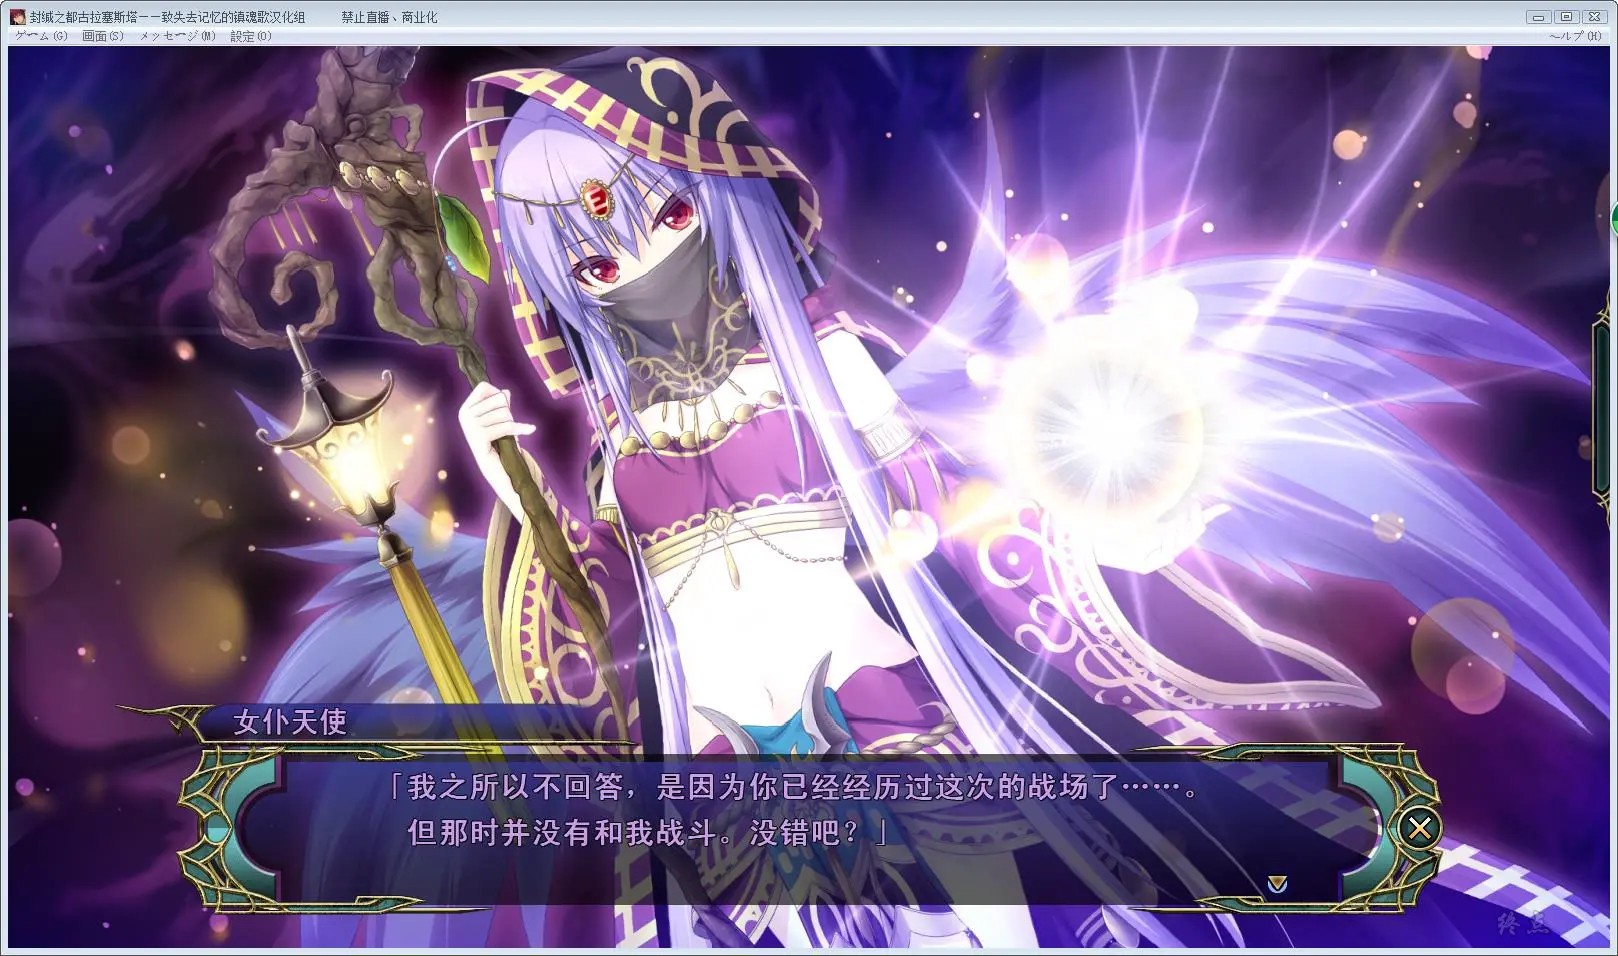 封缄之都古拉塞斯塔——致失去记忆的镇魂歌汉化组 禁止直播、商业化
ゲーム(G) 画面(S) メッセージ(M) 設定(O) ヘルプ(H)
女仆天使
「我之所以不回答，是因为你已经经历过这次的战场了……。
但那时并没有和我战斗。没错吧？」
终点